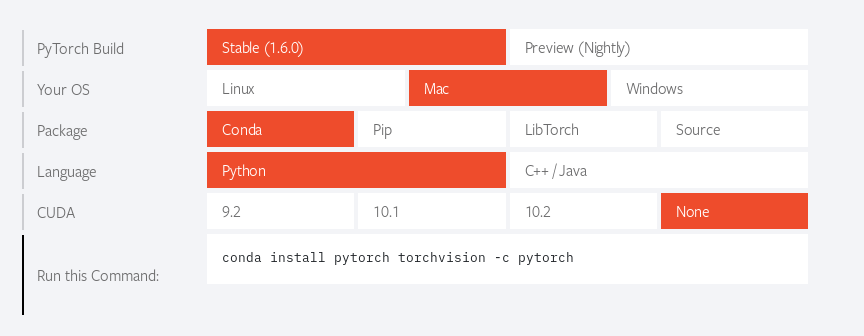 PyTorch Build Stable (1.6.0) Preview (Nightly)
Your OS Linux Mac Windows
Package Conda Pip LibTorch Source
Language Python C++ / Java
CUDA 9.2 10.1 10.2 None
Run this Command: conda install pytorch torchvision -c pytorch